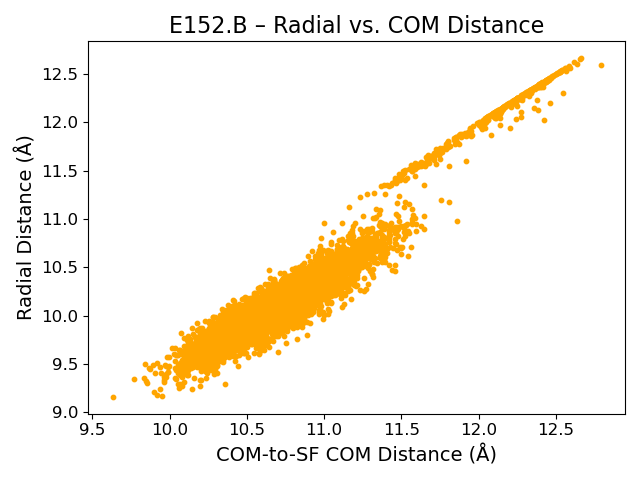 E152.B – Radial vs. COM Distance
Radial Distance (Å)
12.5
12.0
11.5
11.0
10.5
10.0
9.5
9.0
9.5 10.0 10.5 11.0 11.5 12.0 12.5
COM-to-SF COM Distance (Å)